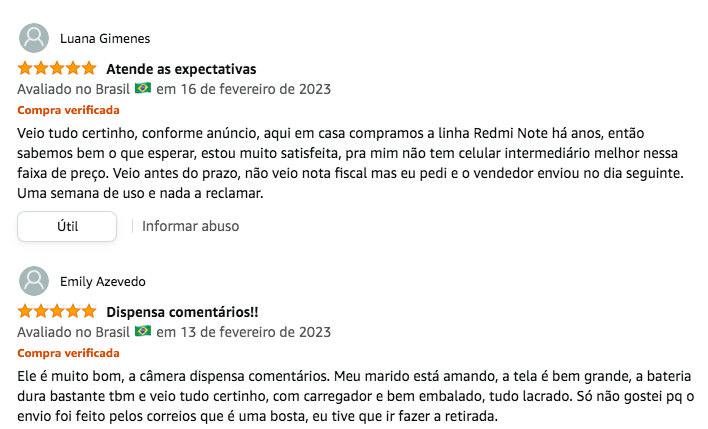 Luana Gimenes
Atende as expectativas
Avaliado no Brasil 🇧🇷 em 16 de fevereiro de 2023
Compra verificada
Veio tudo certinho, conforme anúncio, aqui em casa compramos a linha Redmi Note há anos, então
sabemos bem o que esperar, estou muito satisfeita, pra mim não tem celular intermediário melhor nessa
faixa de preço. Veio antes do prazo, não veio nota fiscal mas eu pedi e o vendedor enviou no dia seguinte.
Uma semana de uso e nada a reclamar.
Útil
Informar abuso
Emily Azevedo
Dispensa comentários!!
Avaliado no Brasil 🇧🇷 em 13 de fevereiro de 2023
Compra verificada
Ele é muito bom, a câmera dispensa comentários. Meu marido está amando, a tela é bem grande, a bateria
dura bastante tbm e veio tudo certinho, com carregador e bem embalado, tudo lacrado. Só não gostei pq o
envio foi feito pelos correios que é uma bosta, eu tive que ir fazer a retirada.